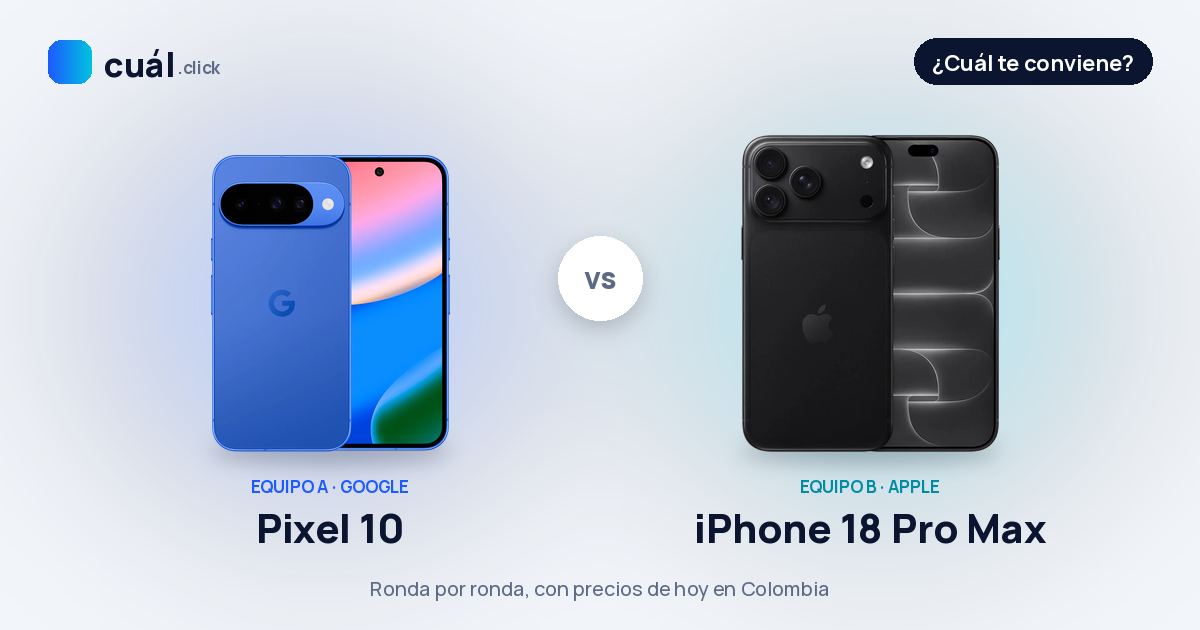 cuál.click
¿Cuál te conviene?
VS
EQUIPO A · GOOGLE
Pixel 10
EQUIPO B · APPLE
iPhone 18 Pro Max
Ronda por ronda, con precios de hoy en Colombia